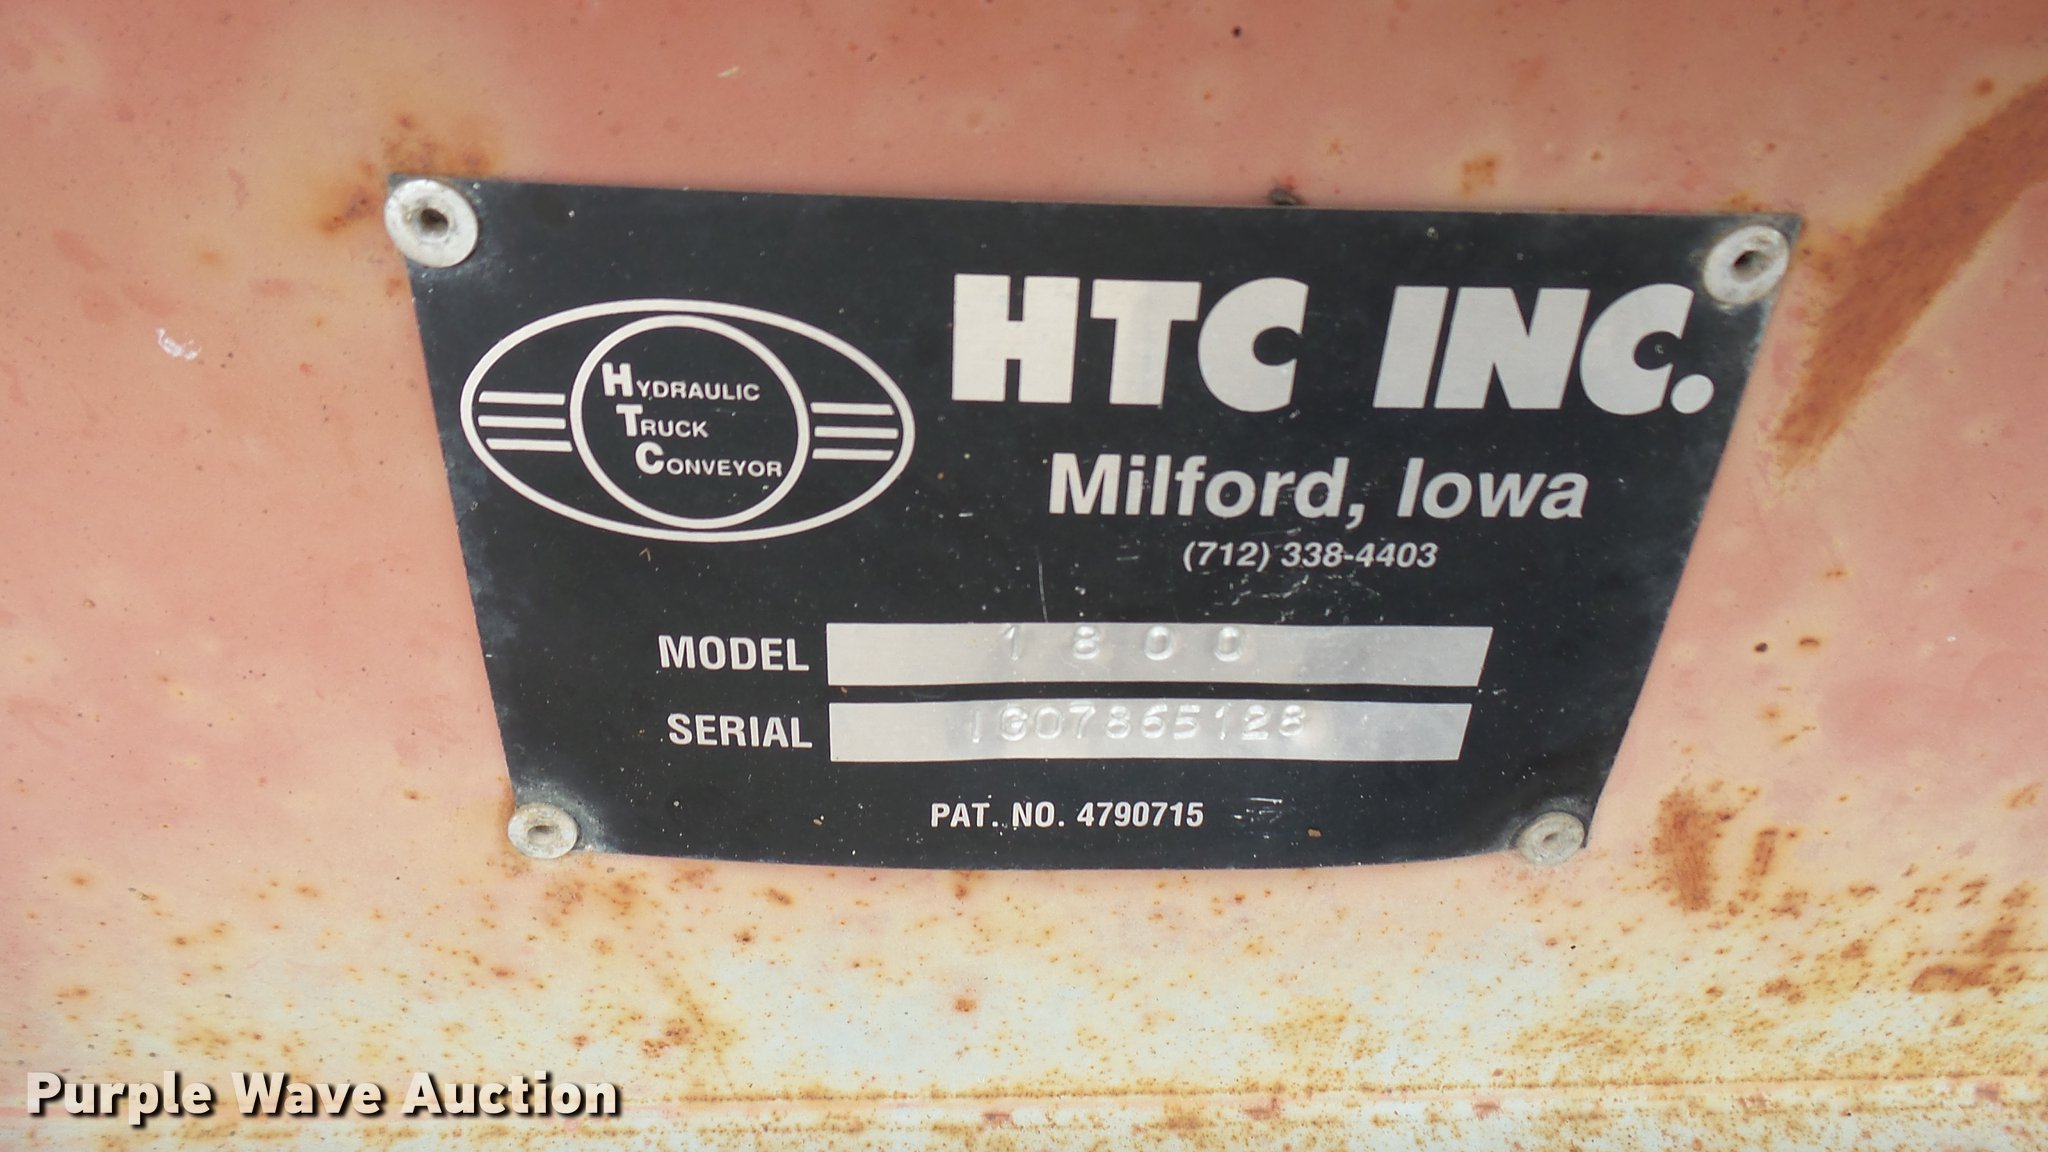 HTC INC.
HYDRAULIC
TRUCK
CONVEYOR
Milford, Iowa
(712) 338-4403
MODEL 1800
SERIAL 1G07865128
PAT. NO. 4790715
Purple Wave Auction